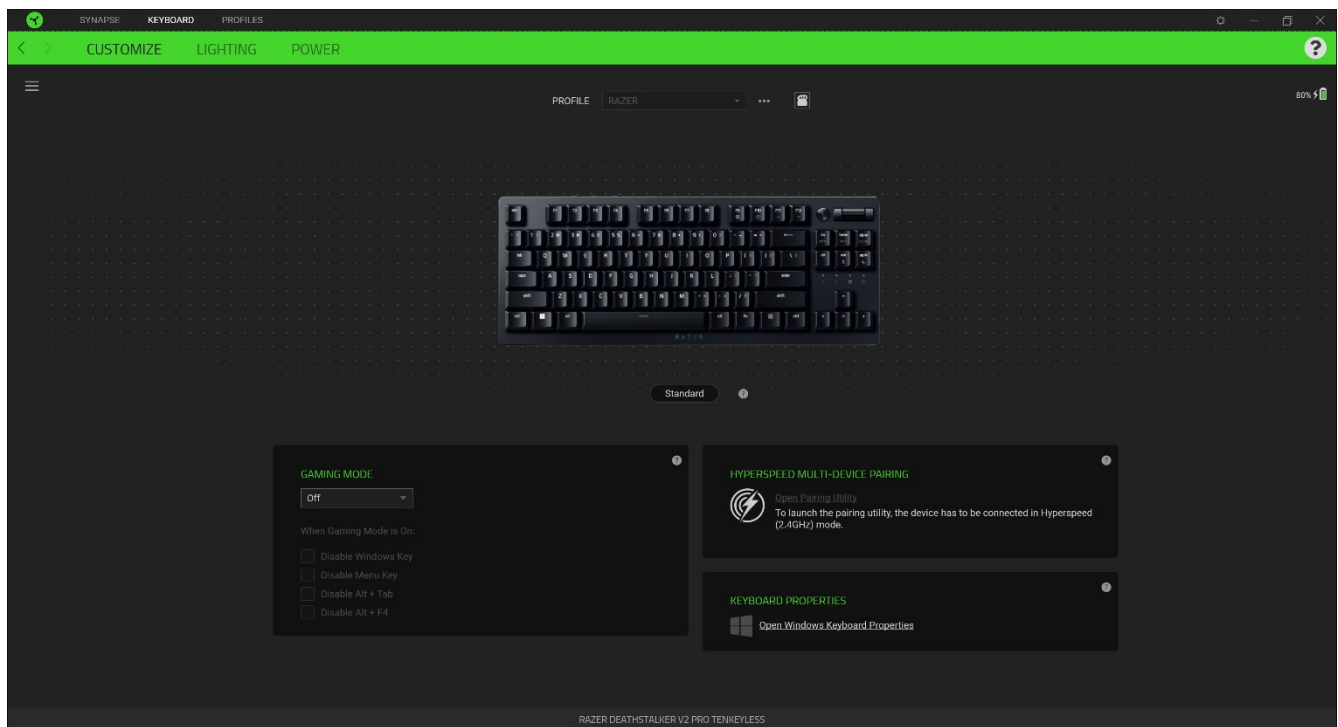 SYNAPSE KEYBOARD PROFILES
CUSTOMIZE LIGHTING POWER
PROFILE RAZER
80%
RAZER
Standard
GAMING MODE
Off
When Gaming Mode is On:
Disable Windows Key
Disable Menu Key
Disable Alt + Tab
Disable Alt + F4
HYPERSPEED MULTI-DEVICE PAIRING
Open Pairing Utility
To launch the pairing utility, the device has to be connected in Hyperspeed
(2.4GHz) mode.
KEYBOARD PROPERTIES
Open Windows Keyboard Properties
RAZER DEATHSTALKER V2 PRO TENKEYLESS